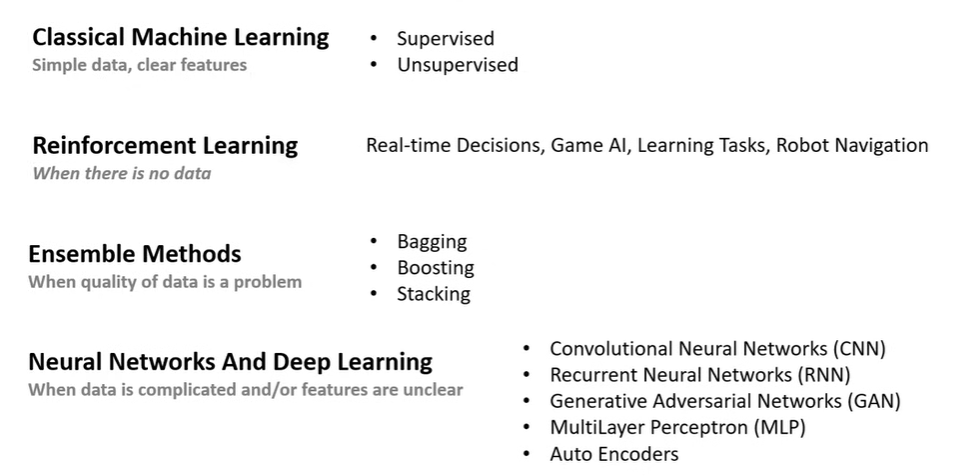 Classical Machine Learning
Simple data, clear features
• Supervised
• Unsupervised
Reinforcement Learning
When there is no data
Real-time Decisions, Game AI, Learning Tasks, Robot Navigation
Ensemble Methods
When quality of data is a problem
• Bagging
• Boosting
• Stacking
Neural Networks And Deep Learning
When data is complicated and/or features are unclear
• Convolutional Neural Networks (CNN)
• Recurrent Neural Networks (RNN)
• Generative Adversarial Networks (GAN)
• MultiLayer Perceptron (MLP)
• Auto Encoders